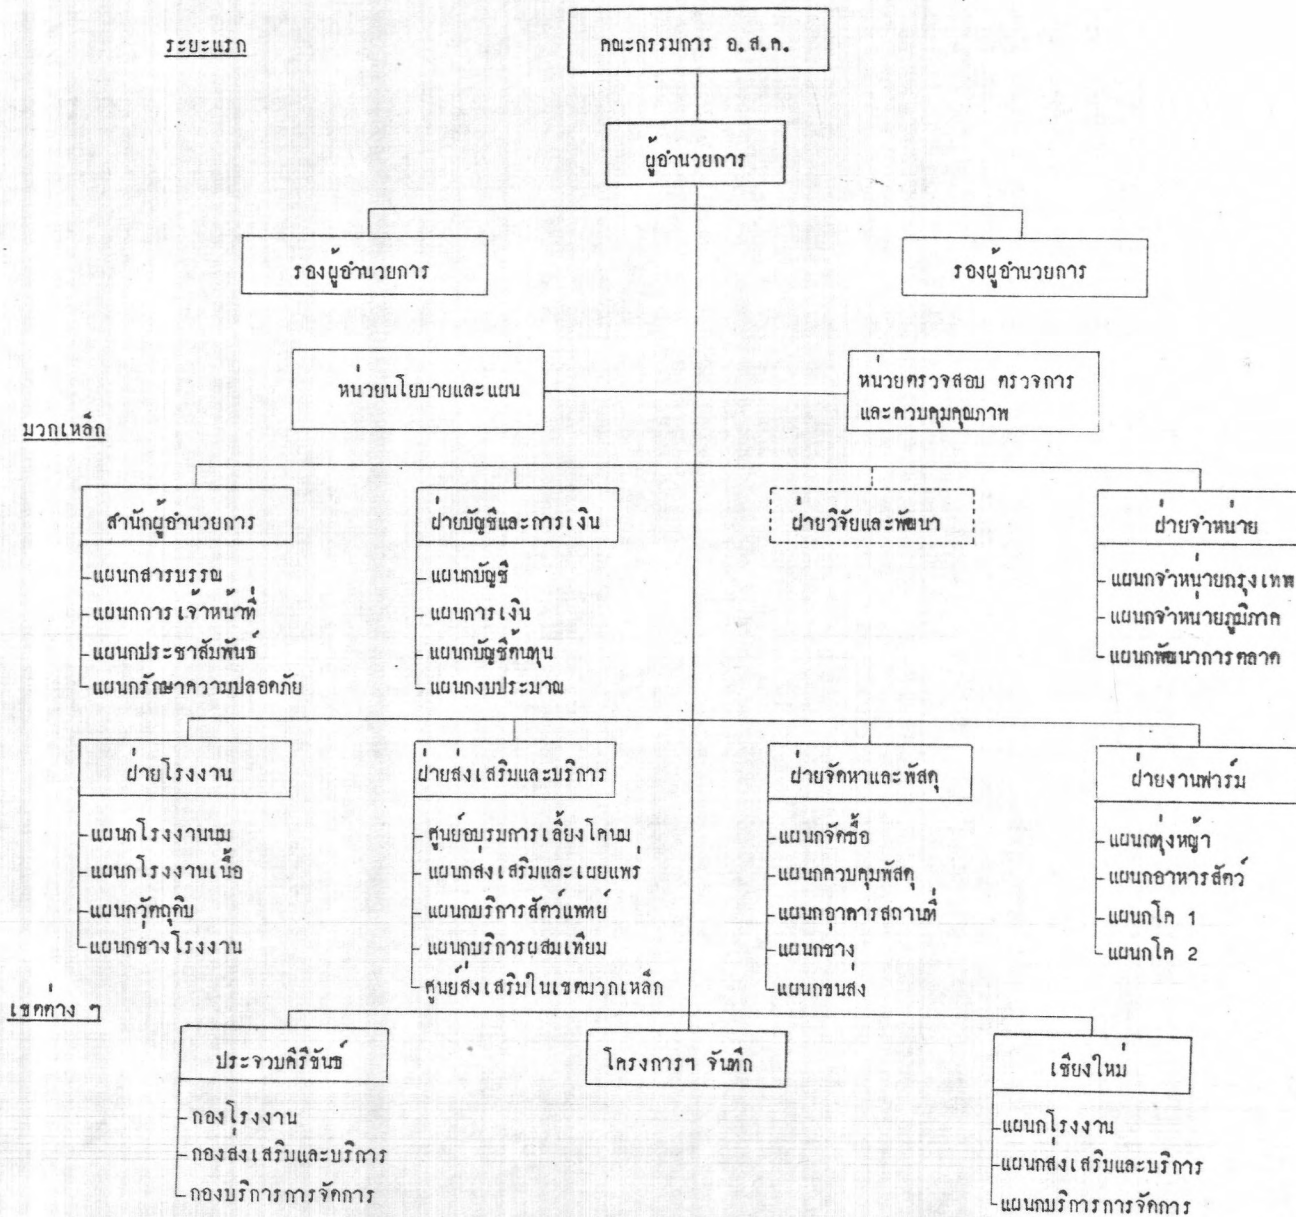 ระยะแรก
คณะกรรมการ อ.ส.ค.
ผู้อำนวยการ
รองผู้อำนวยการ
รองผู้อำนวยการ
หน่วยนโยบายและแผน
หน่วยตรวจสอบ ตรวจการ
และควบคุมคุณภาพ
มวกเหล็ก
สำนักผู้อำนวยการ
แผนกสารบรรณ
แผนกการเจ้าหน้าที่
แผนกประชาสัมพันธ์
แผนกรักษาความปลอดภัย
ฝ่ายบัญชีและการเงิน
แผนกบัญชี
แผนการเงิน
แผนกบัญชีต้นทุน
แผนกงบประมาณ
ฝ่ายวิจัยและพัฒนา
ฝ่ายจำหน่าย
แผนกจำหน่ายกรุงเทพ
แผนกจำหน่ายภูมิภาค
แผนกพัฒนาการตลาด
ฝ่ายโรงงาน
แผนกโรงงานนม
แผนกโรงงานเนื้อ
แผนกวัตถุดิบ
แผนกช่างโรงงาน
ฝ่ายส่งเสริมและบริการ
ศูนย์อบรมการเลี้ยงโคนม
แผนกส่งเสริมและเผยแพร่
แผนกบริการสัตว์แพทย์
แผนกบริการผสมเทียม
ศูนย์ส่งเสริมในเขตมวกเหล็ก
ฝ่ายจัดหาและพัสดุ
แผนกจัดซื้อ
แผนกควบคุมพัสดุ
แผนกอาคารสถานที่
แผนกช่าง
แผนกขนส่ง
ฝ่ายงานฟาร์ม
แผนกทุ่งหญ้า
แผนกอาหารสัตว์
แผนกโค 1
แผนกโค 2
เขตต่าง ๆ
ประจวบคิรีขันธ์
กองโรงงาน
กองส่งเสริมและบริการ
กองบริการการจัดการ
โครงการฯ จันทึก
เชียงใหม่
แผนกโรงงาน
แผนกส่งเสริมและบริการ
แผนกบริการการจัดการ